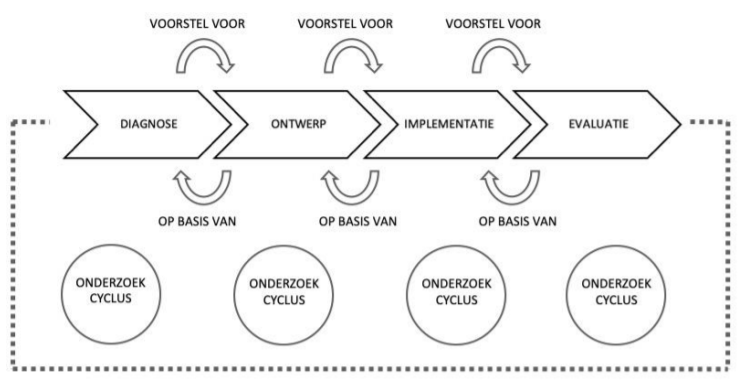 VOORSTEL VOOR
VOORSTEL VOOR
VOORSTEL VOOR
DIAGNOSE
ONTWERP
IMPLEMENTATIE
EVALUATIE
OP BASIS VAN
OP BASIS VAN
OP BASIS VAN
ONDERZOEK
CYCLUS
ONDERZOEK
CYCLUS
ONDERZOEK
CYCLUS
ONDERZOEK
CYCLUS